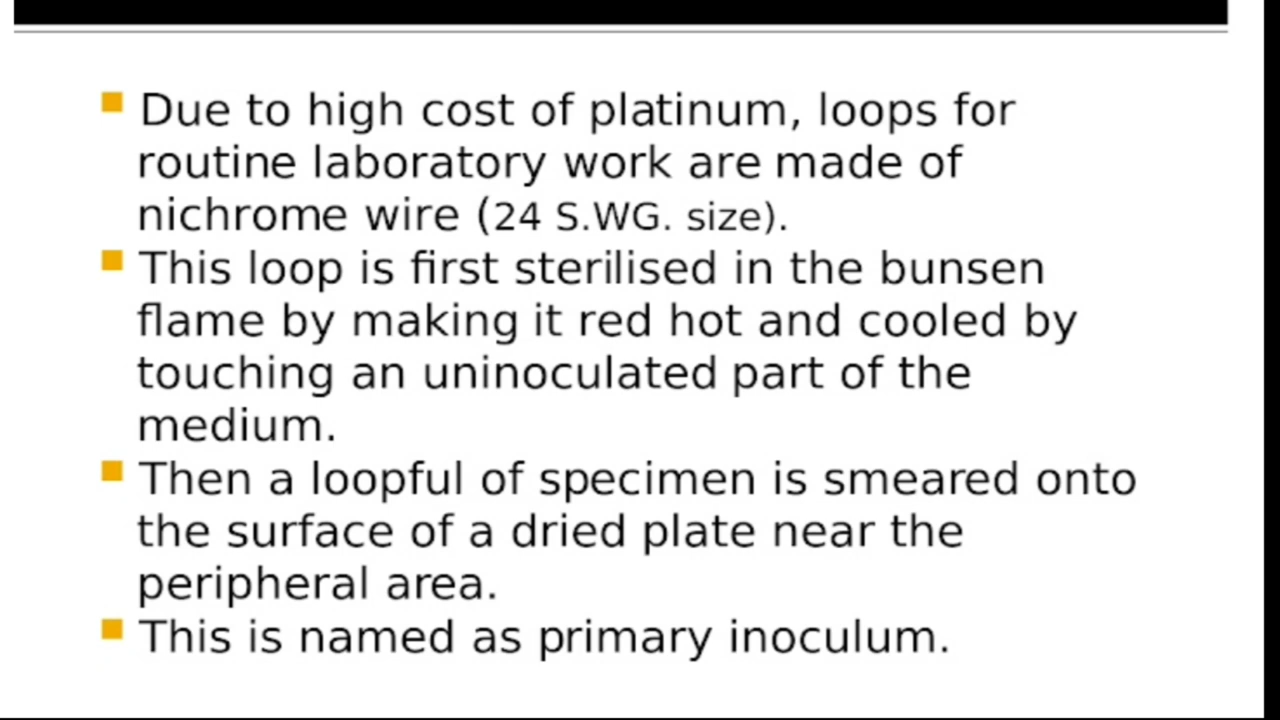 Due to high cost of platinum, loops for
routine laboratory work are made of
nichrome wire (24 S.WG. size).
This loop is first sterilised in the bunsen
flame by making it red hot and cooled by
touching an uninoculated part of the
medium.
Then a loopful of specimen is smeared onto
the surface of a dried plate near the
peripheral area.
This is named as primary inoculum.